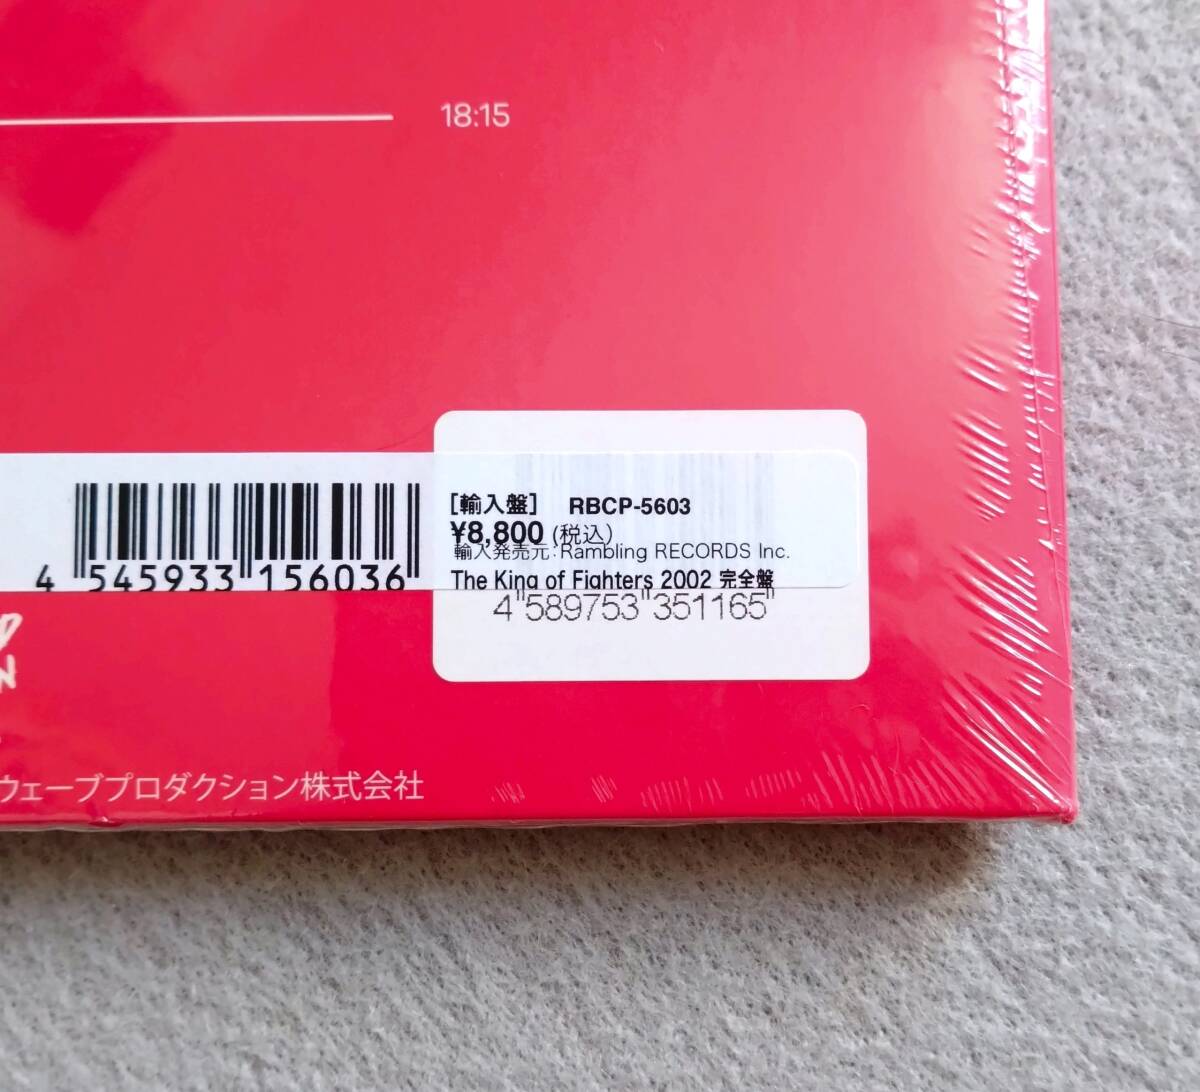 18:15
[輸入盤] RBCP-5603
¥8,800 (税込)
輸入発売元:Rambling RECORDS Inc.
The King of Fighters 2002 完全盤
4 545933 156036
4 589753 351165
D
N
ウェーブプロダクション株式会社